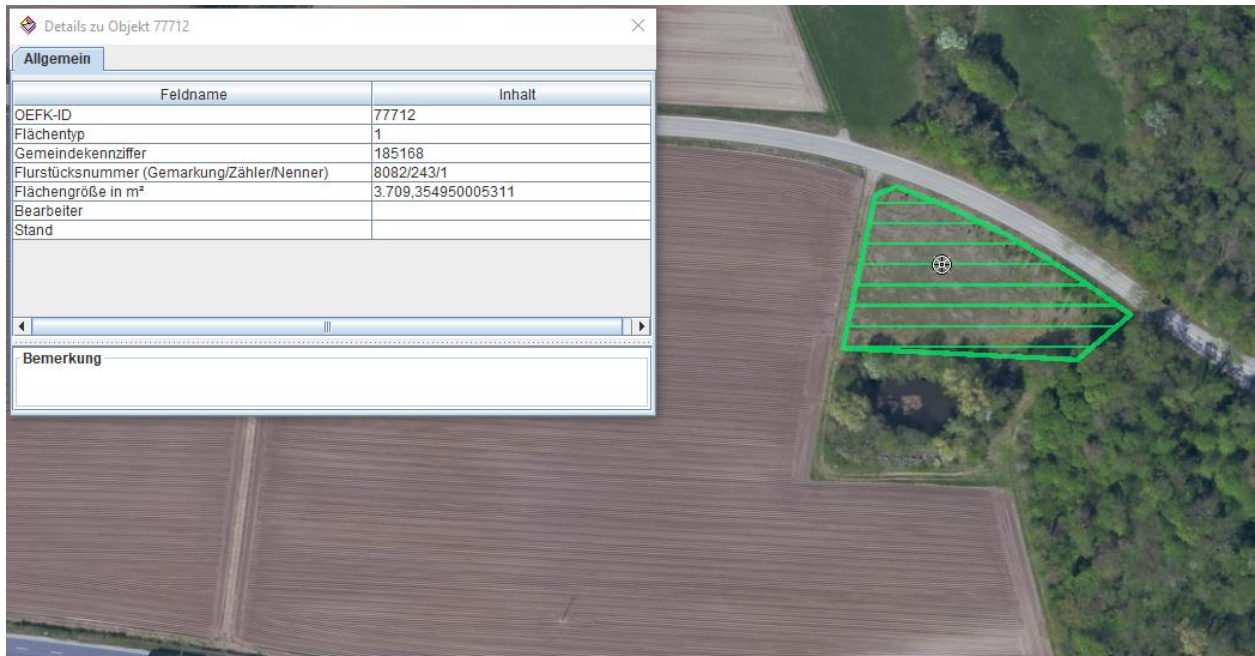 Details zu Objekt 77712
Allgemein
Feldname Inhalt
OEFK-ID 77712
Flächentyp 1
Gemeindekennziffer 185168
Flurstücksnummer (Gemarkung/Zähler/Nenner) 8082/243/1
Flächengröße in m² 3.709,354950005311
Bearbeiter
Stand
Bemerkung